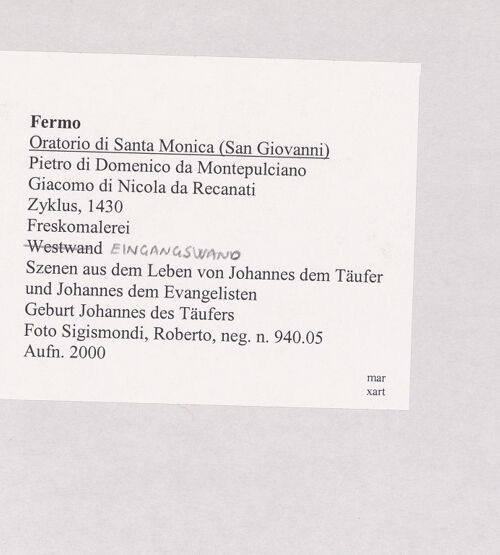 Fermo
Oratorio di Santa Monica (San Giovanni)
Pietro di Domenico da Montepulciano
Giacomo di Nicola da Recanati
Zyklus, 1430
Freskomalerei
Westwand EINGANGSWAND
Szenen aus dem Leben von Johannes dem Täufer
und Johannes dem Evangelisten
Geburt Johannes des Täufers
Foto Sigismondi, Roberto, neg. n. 940.05
Aufn. 2000
mar
xart